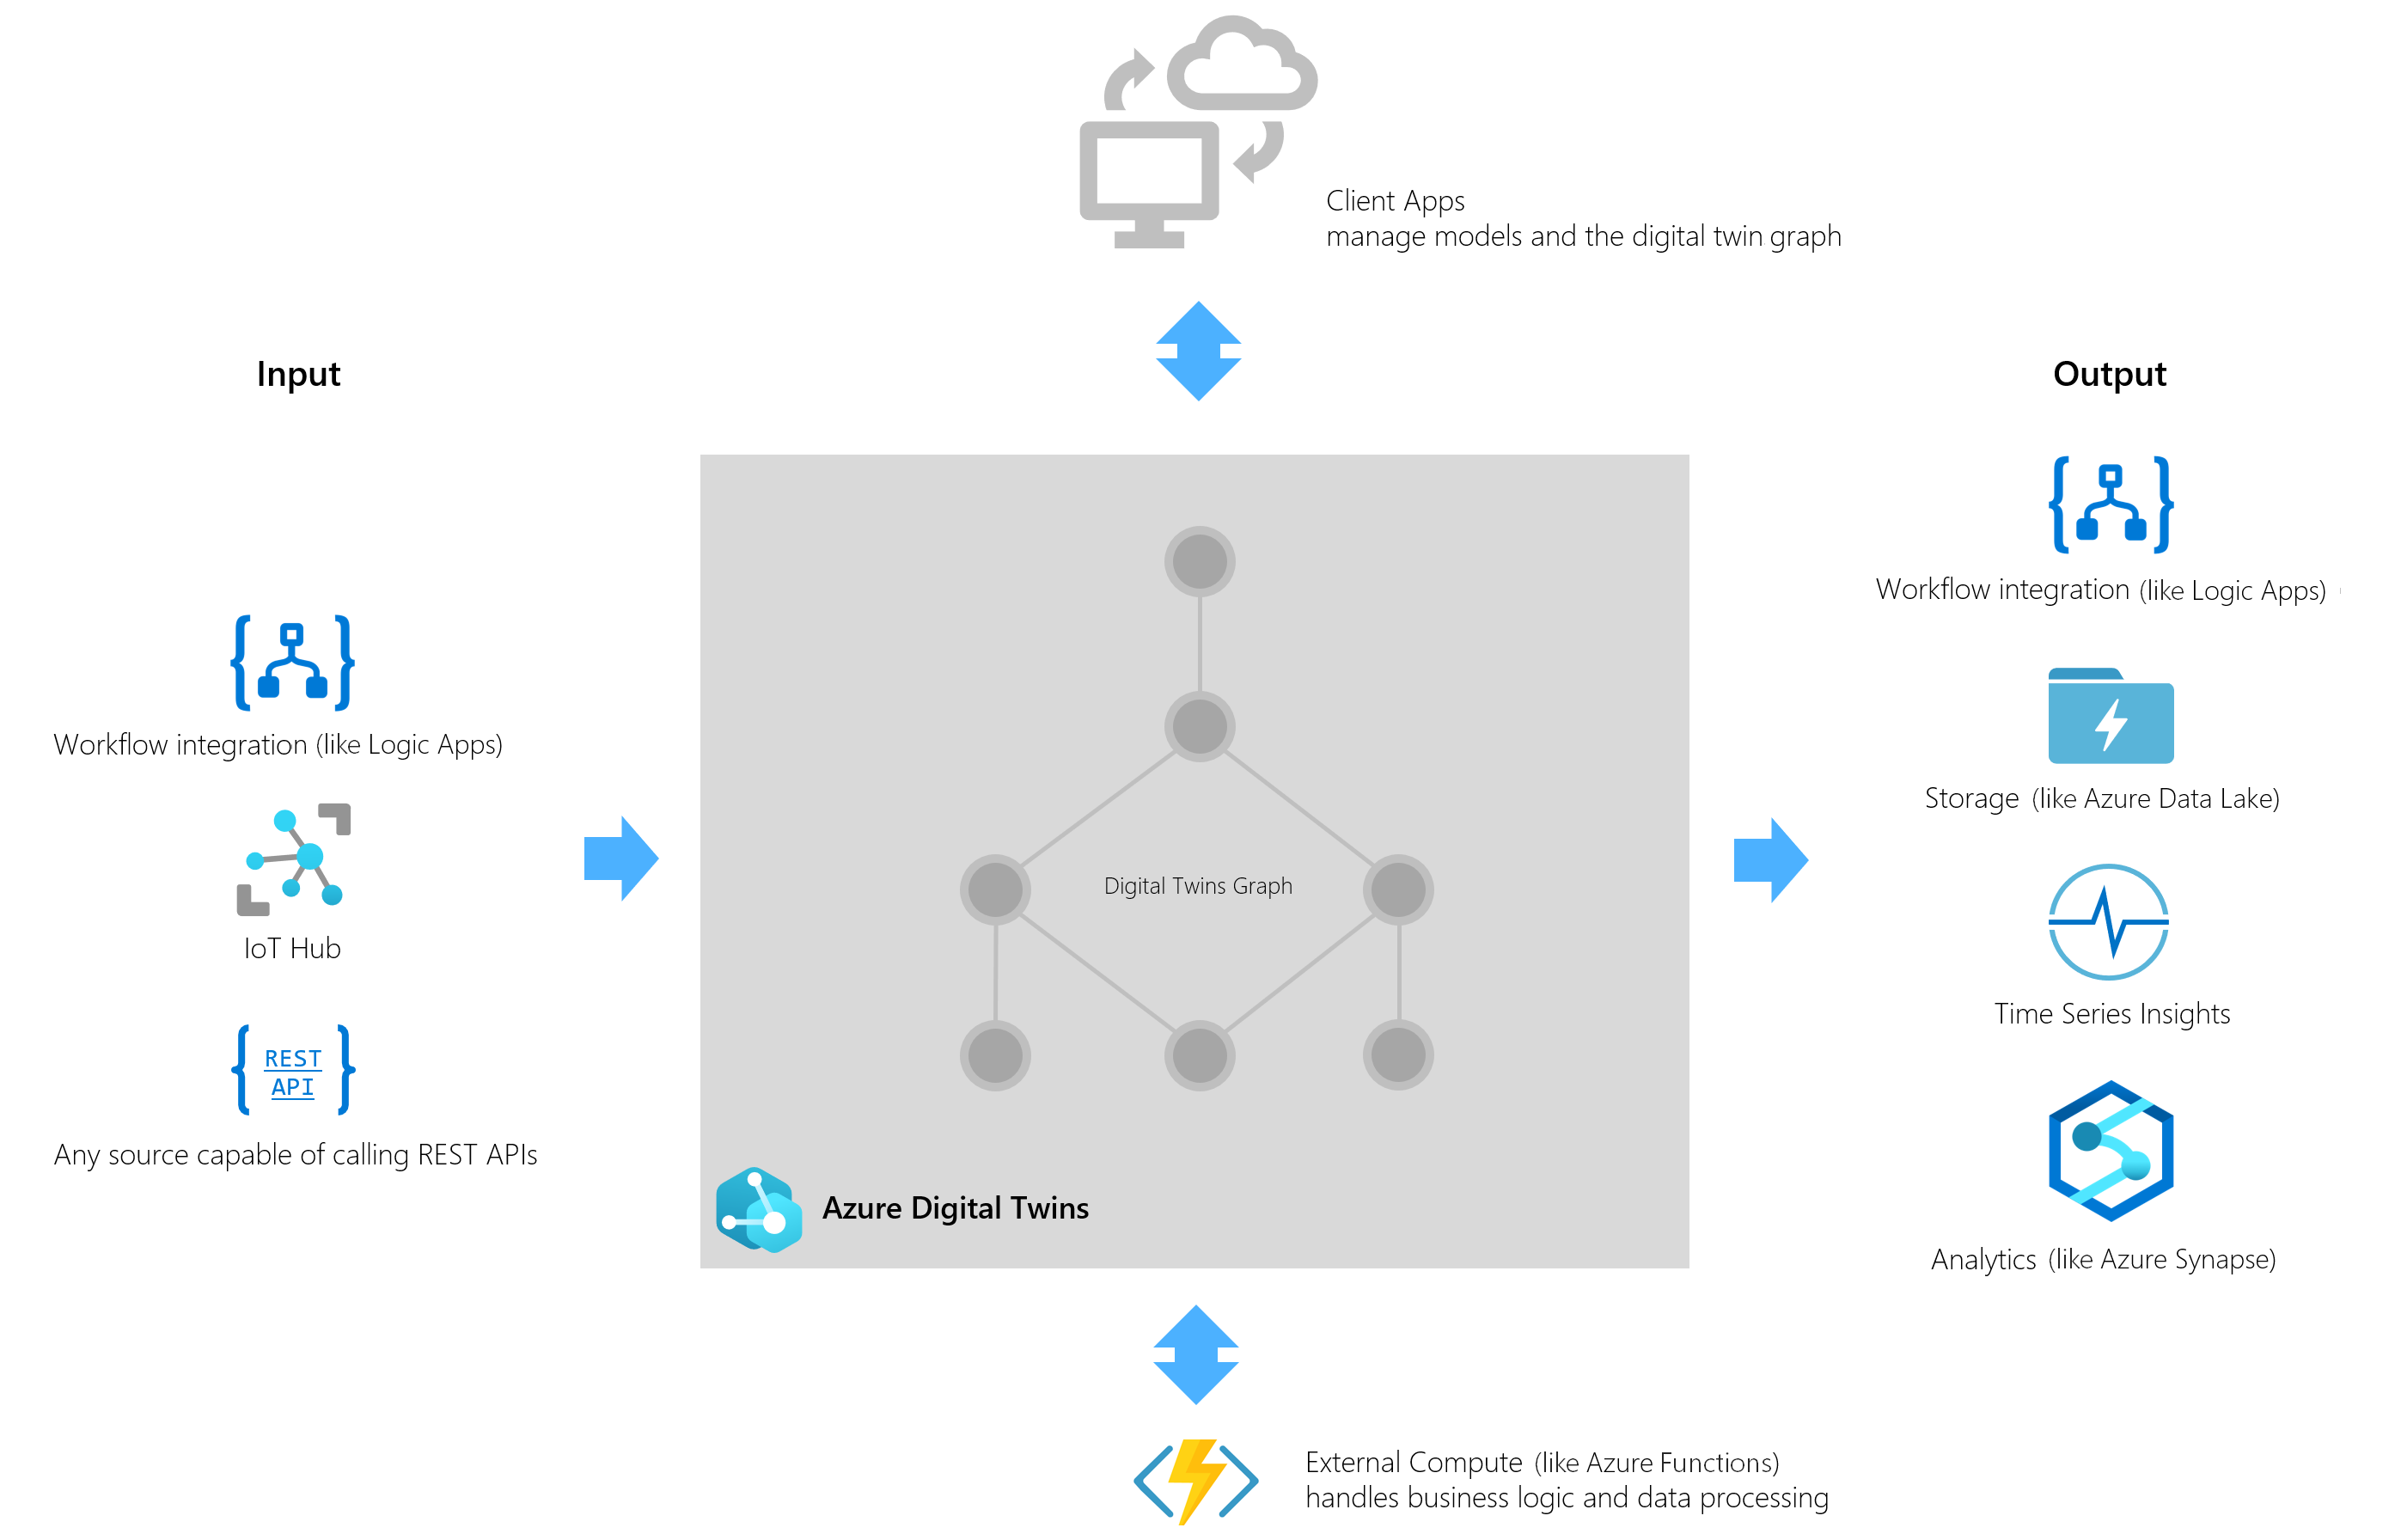 Client Apps
manage models and the digital twin graph
Input
Output
Workflow integration (like Logic Apps)
IoT Hub
REST
API
Any source capable of calling REST APIs
Digital Twins Graph
Azure Digital Twins
Workflow integration (like Logic Apps)
Storage (like Azure Data Lake)
Time Series Insights
Analytics (like Azure Synapse)
External Compute (like Azure Functions)
handles business logic and data processing